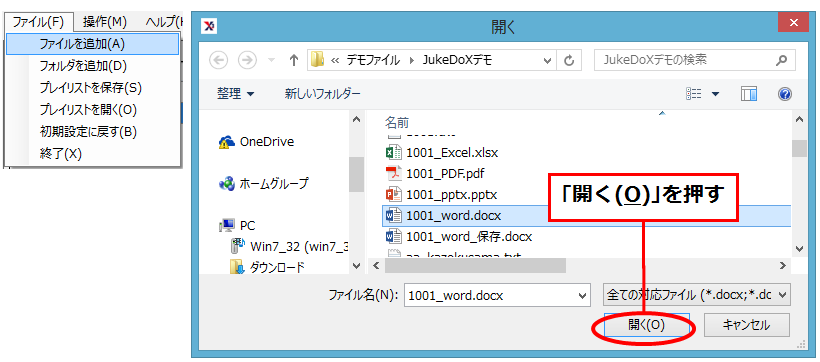 ファイル(F) 操作(M) ヘルプ(H
ファイルを追加(A)
フォルダを追加(D)
プレイリストを保存(S)
プレイリストを開く(O)
初期設定に戻す(B)
終了(X)
開く
« デモファイル JukeDoXデモ
JukeDoXデモの検索
整理 新しいフォルダー
OneDrive
ホームグループ
PC
Win7_32 (win7_3
ダウンロード
名前
1001_Excel.xlsx
1001_PDF.pdf
1001_pptx.pptx
1001_word.docx
1001_word_保存.docx
「開く(O)」を押す
ファイル名(N): 1001_word.docx 全ての対応ファイル (*.docx;*.dc
開く(O) キャンセル